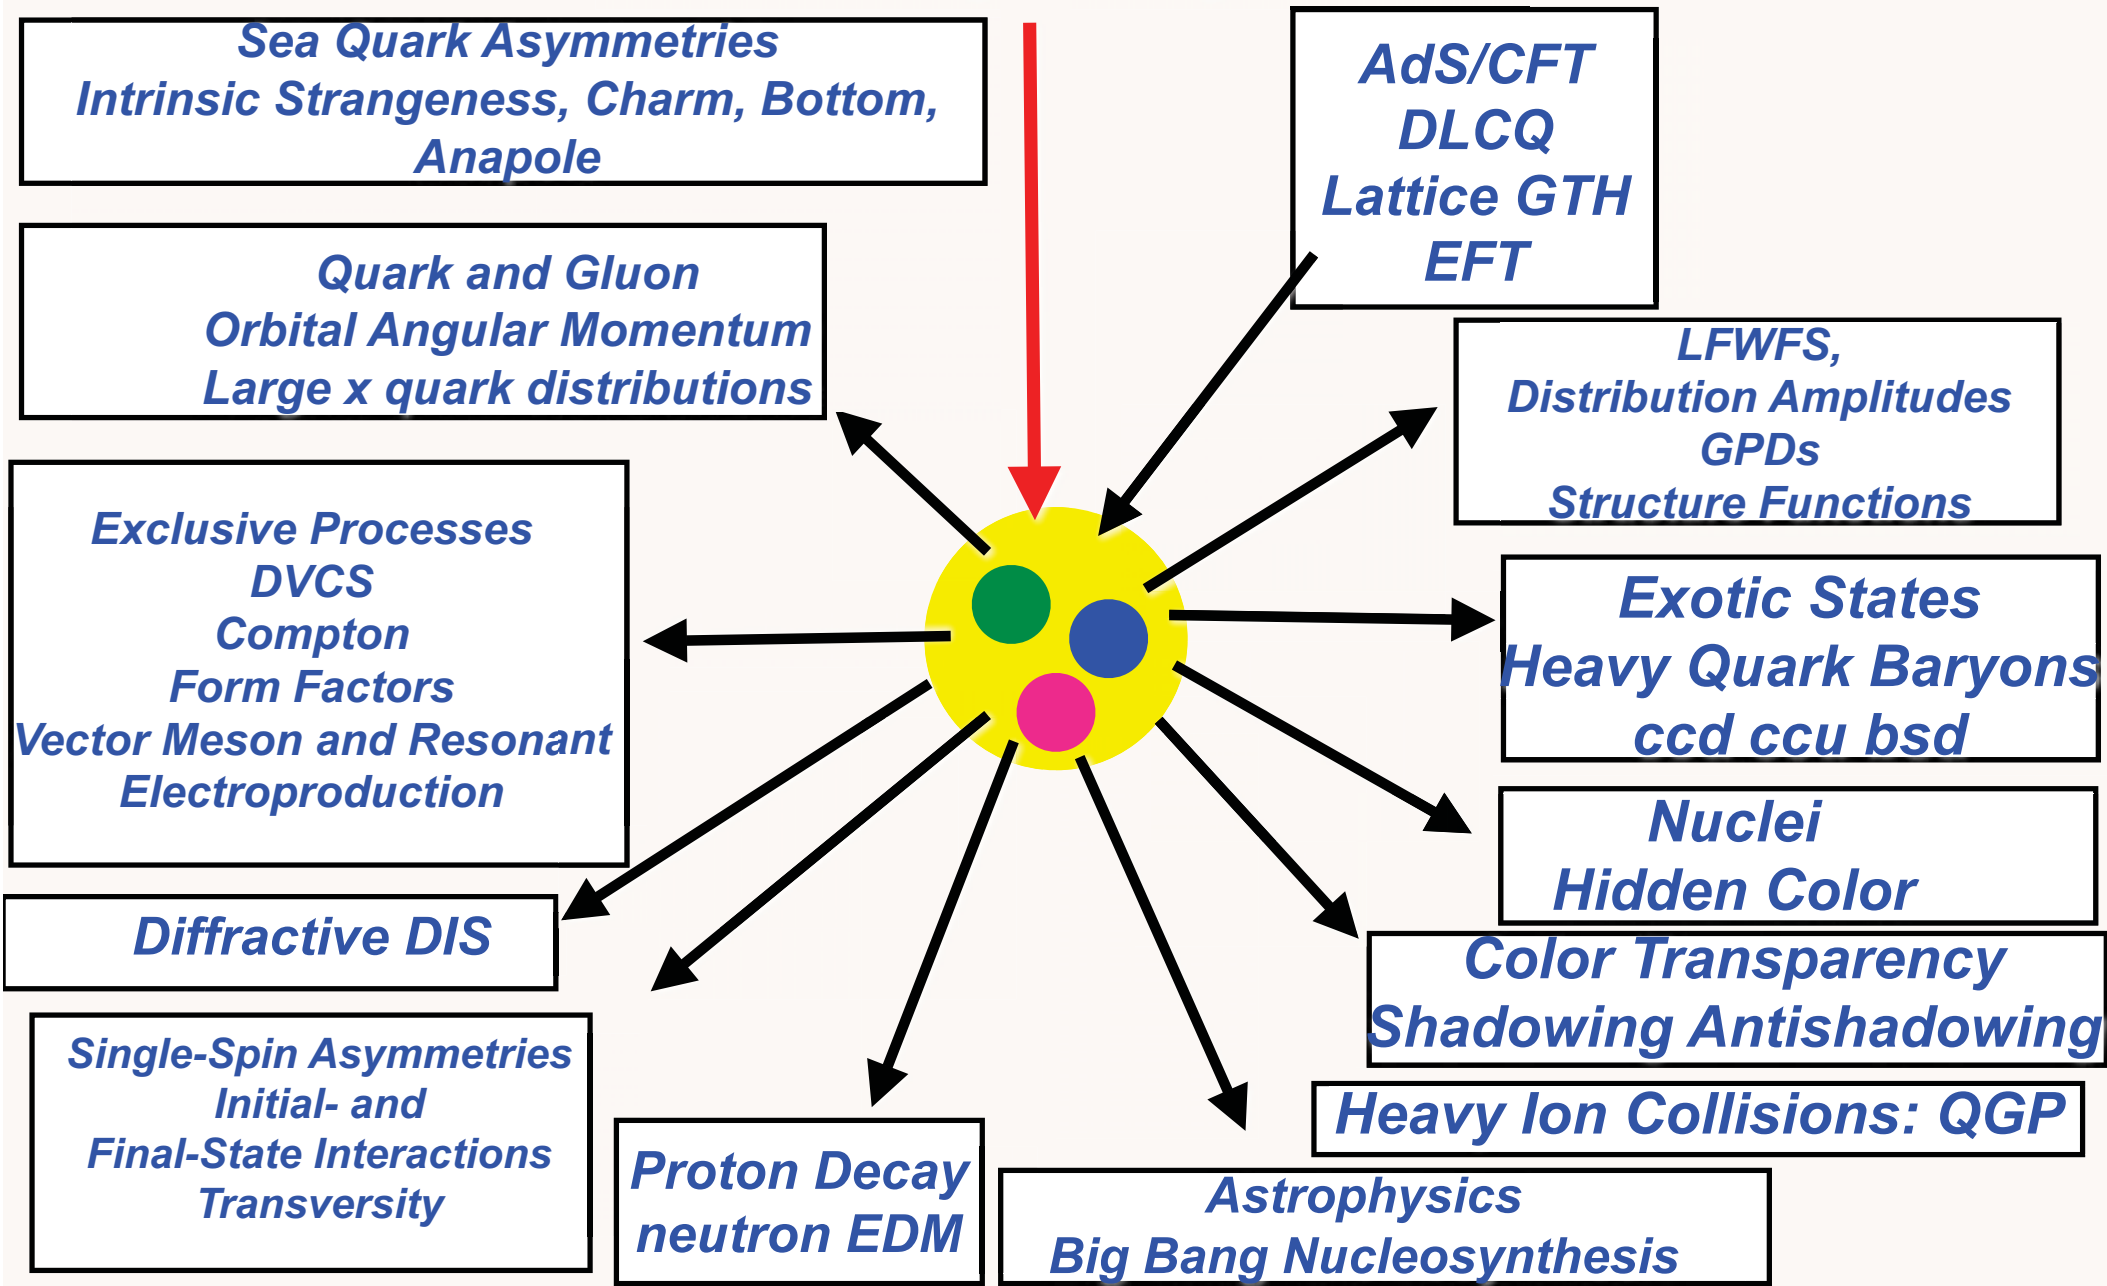 Sea Quark Asymmetries
Intrinsic Strangeness, Charm, Bottom,
Anapole
AdS/CFT
DLCQ
Lattice GTH
EFT
Quark and Gluon
Orbital Angular Momentum
Large x quark distributions
LFWFS,
Distribution Amplitudes
GPDs
Structure Functions
Exclusive Processes
DVCS
Compton
Form Factors
Vector Meson and Resonant
Electroproduction
Exotic States
Heavy Quark Baryons
ccd ccu bsd
Nuclei
Hidden Color
Diffractive DIS
Color Transparency
Shadowing Antishadowing
Single-Spin Asymmetries
Initial- and
Final-State Interactions
Transversity
Heavy Ion Collisions: QGP
Proton Decay
neutron EDM
Astrophysics
Big Bang Nucleosynthesis